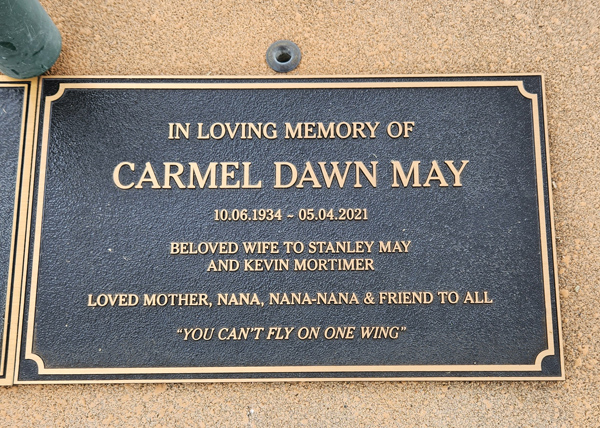 IN LOVING MEMORY OF
CARMEL DAWN MAY
10.06.1934 ~ 05.04.2021
BELOVED WIFE TO STANLEY MAY
AND KEVIN MORTIMER
LOVED MOTHER, NANA, NANA-NANA & FRIEND TO ALL
“YOU CAN’T FLY ON ONE WING”